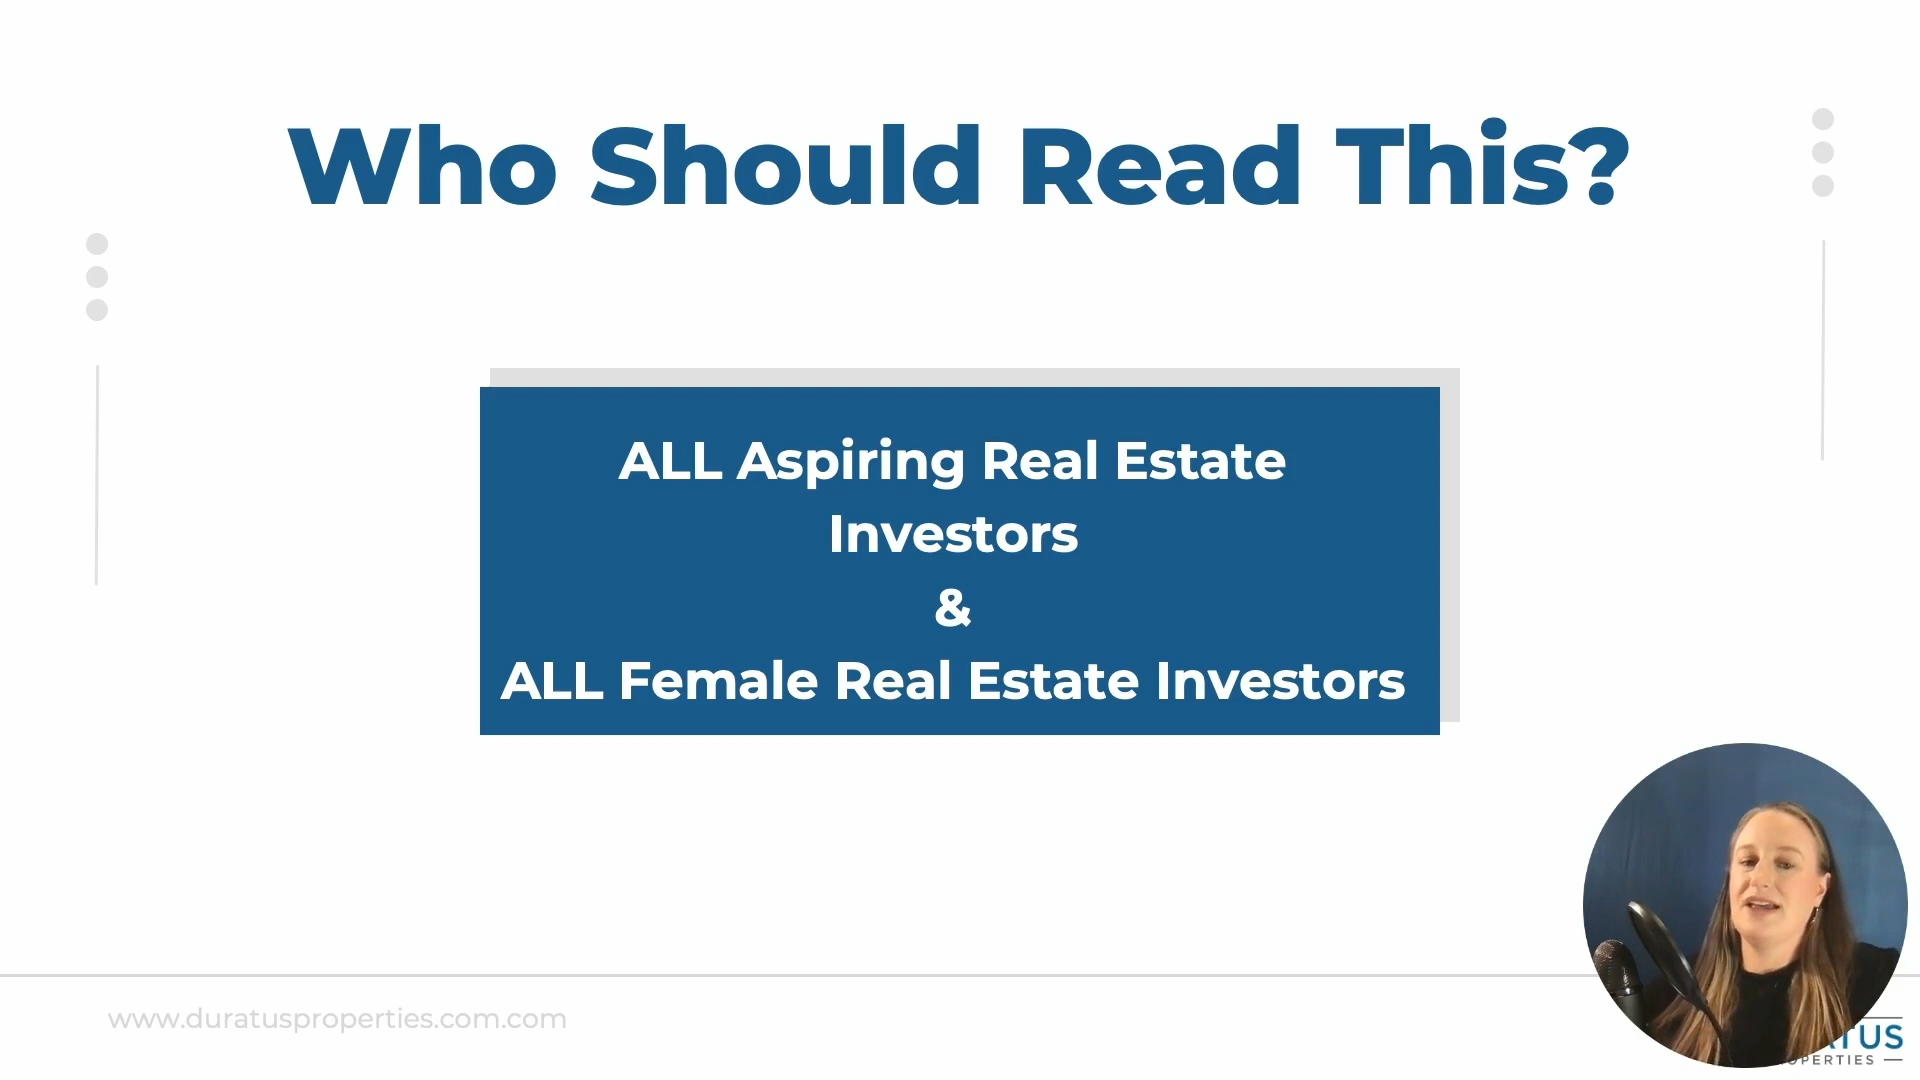 Who Should Read This?
ALL Aspiring Real Estate
Investors
&
ALL Female Real Estate Investors
www.duratusproperties.com.com